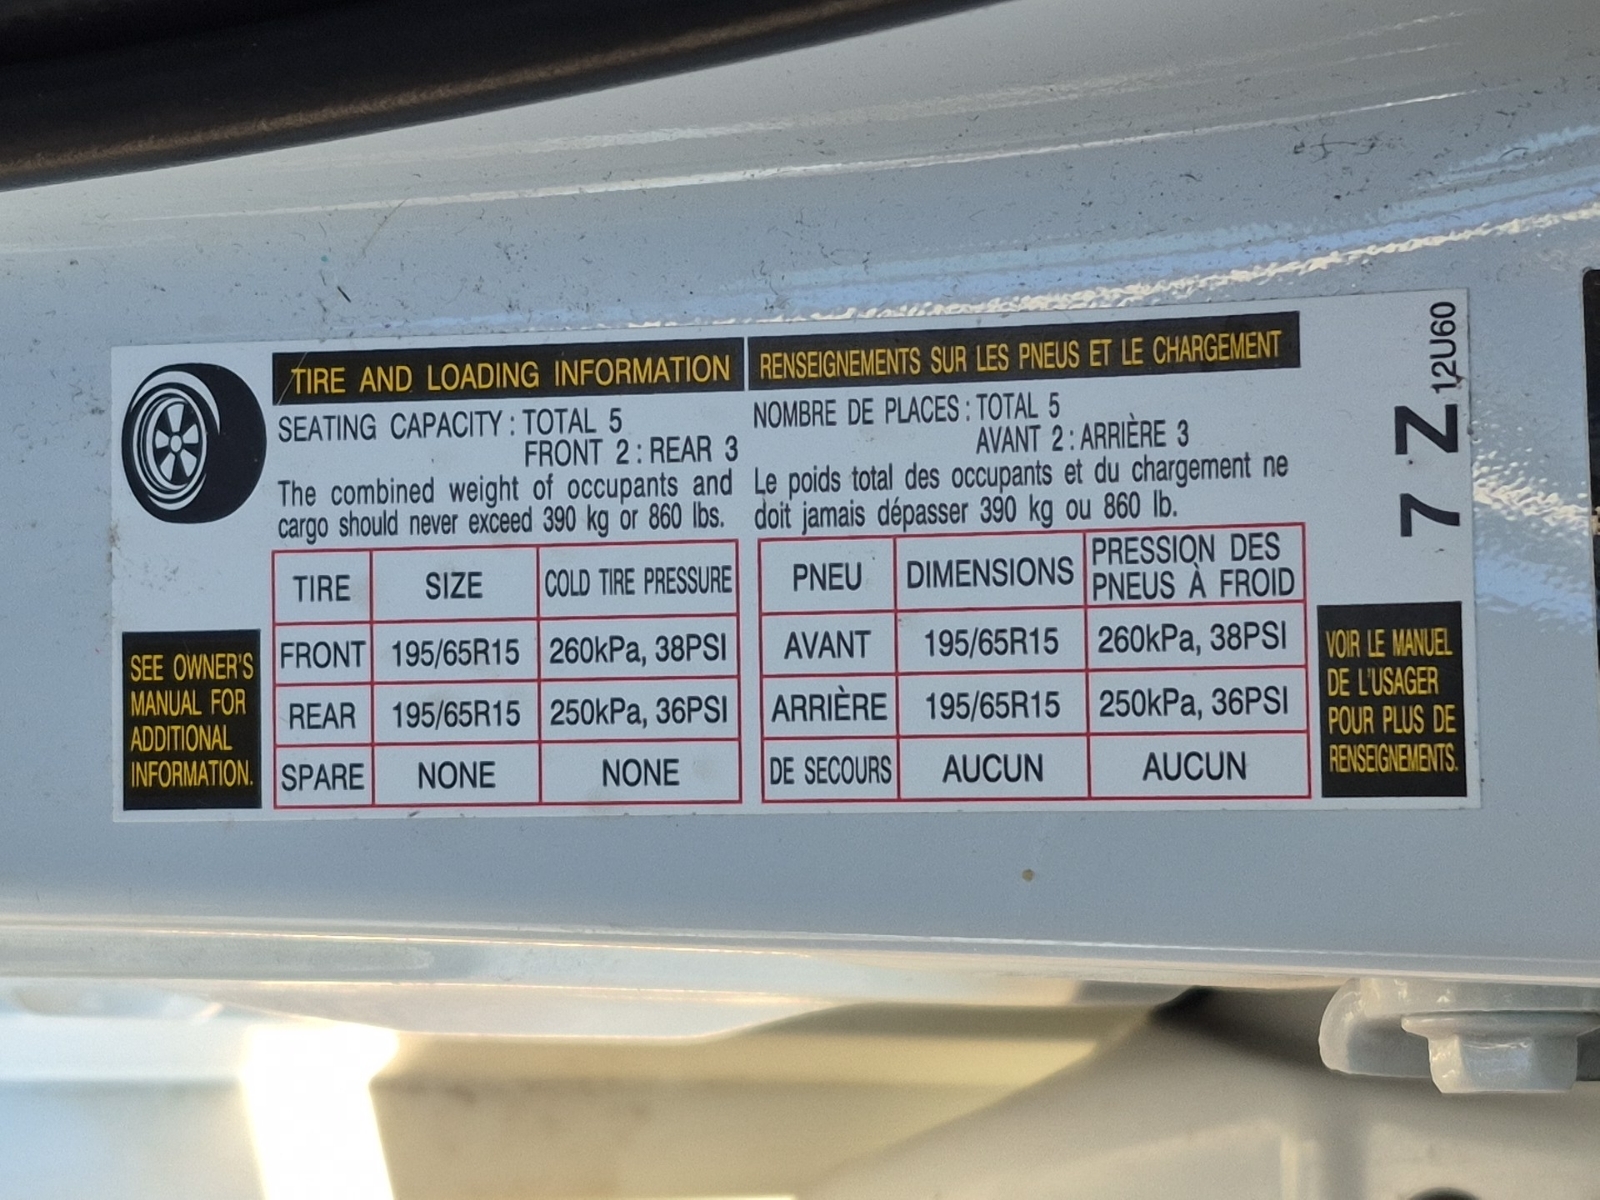 TIRE AND LOADING INFORMATION
SEATING CAPACITY : TOTAL 5
FRONT 2 : REAR 3
The combined weight of occupants and
cargo should never exceed 390 kg or 860 lbs.
TIRE SIZE COLD TIRE PRESSURE
FRONT 195/65R15 260kPa, 38PSI
REAR 195/65R15 250kPa, 36PSI
SPARE NONE NONE
SEE OWNER'S
MANUAL FOR
ADDITIONAL
INFORMATION.
RENSEIGNEMENTS SUR LES PNEUS ET LE CHARGEMENT
NOMBRE DE PLACES : TOTAL 5
AVANT 2 : ARRIÈRE 3
Le poids total des occupants et du chargement ne
doit jamais dépasser 390 kg ou 860 lb.
PNEU DIMENSIONS PRESSION DES
PNEUS À FROID
AVANT 195/65R15 260kPa, 38PSI
ARRIÈRE 195/65R15 250kPa, 36PSI
DE SECOURS AUCUN AUCUN
VOIR LE MANUEL
DE L'USAGER
POUR PLUS DE
RENSEIGNEMENTS.
7 Z 12U60